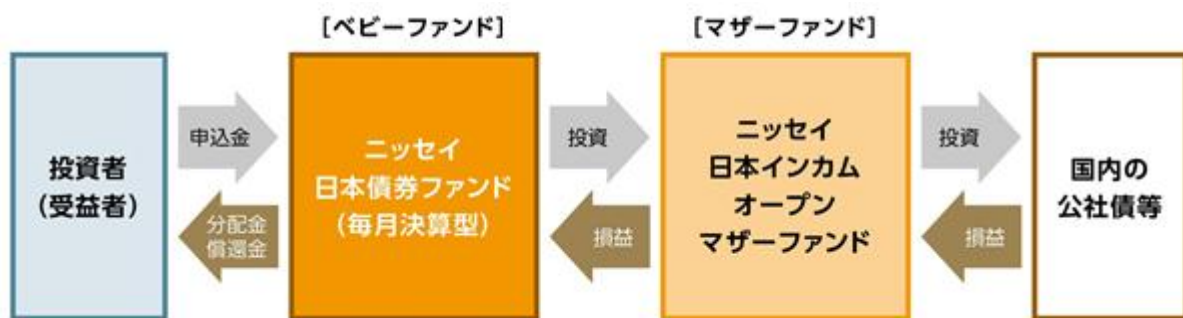 ［ベビーファンド］
［マザーファンド］
投資者
（受益者）
申込金
分配金
償還金
ニッセイ
日本債券ファンド
（毎月決算型）
投資
損益
ニッセイ
日本インカム
オープン
マザーファンド
投資
損益
国内の
公社債等